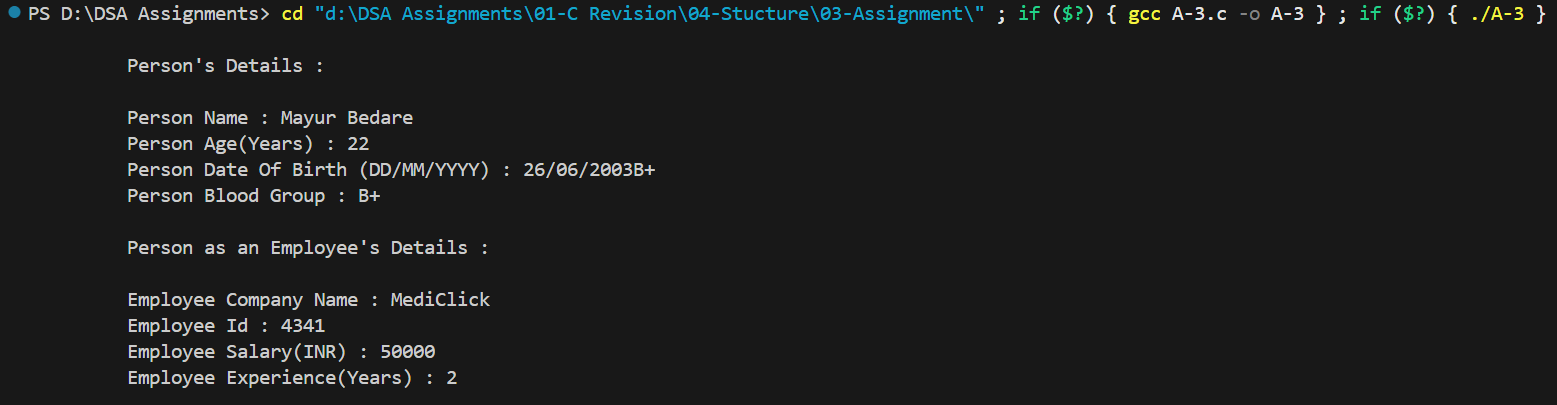 PS D:\DSA Assignments> cd "d:\DSA Assignments\01-C Revision\04-Stucture\03-Assignment\" ; if ($?) { gcc A-3.c -o A-3 } ; if ($?) { ./A-3 }
Person's Details :
Person Name : Mayur Bedare
Person Age(Years) : 22
Person Date Of Birth (DD/MM/YYYY) : 26/06/2003B+
Person Blood Group : B+
Person as an Employee's Details :
Employee Company Name : MediClick
Employee Id : 4341
Employee Salary(INR) : 50000
Employee Experience(Years) : 2